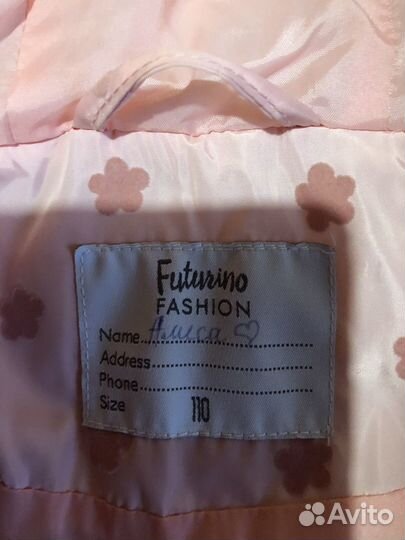 Futurino
FASHION
Name Алиса ♡
Address
Phone
Size 110
Avito